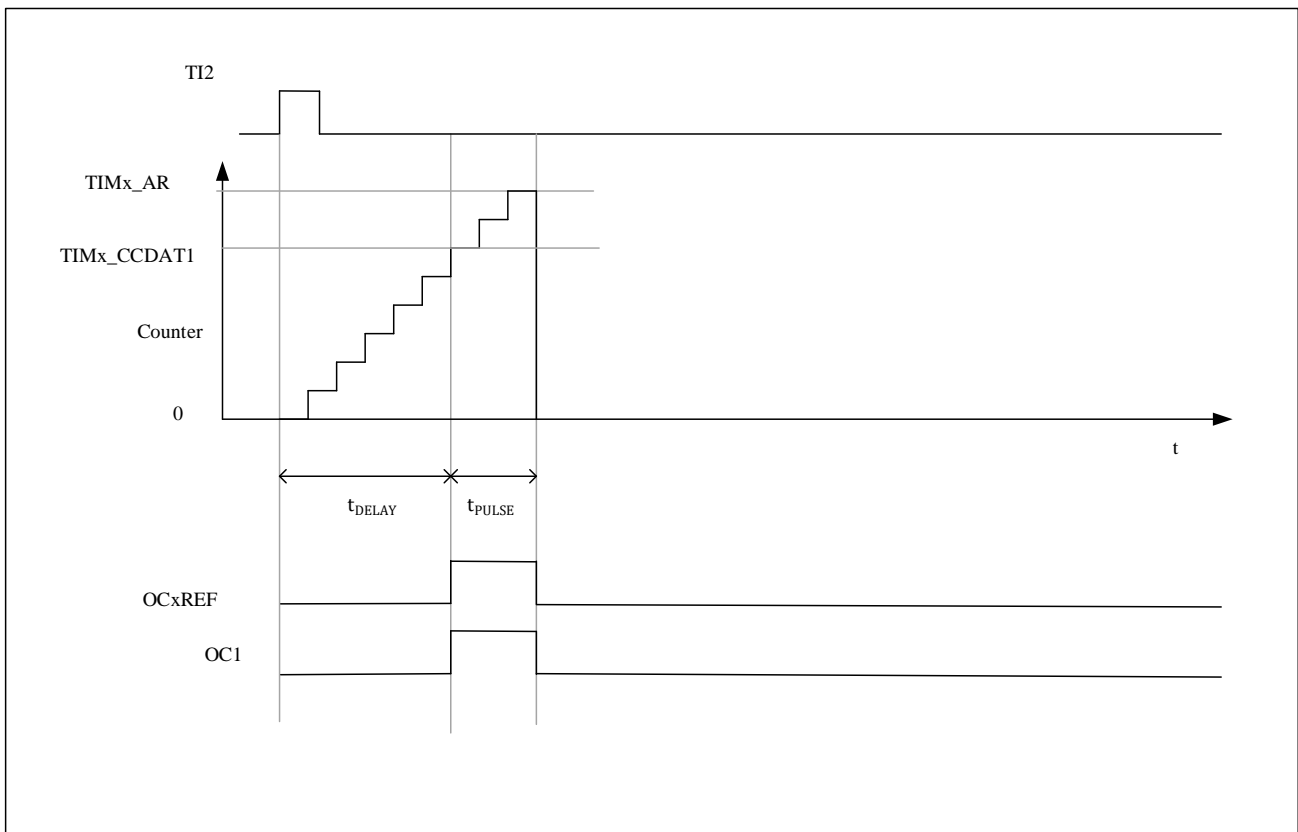 TI2
TIMx_AR
TIMx_CCDAT1
Counter
0
t
tDELAY
tPULSE
OCxREF
OC1